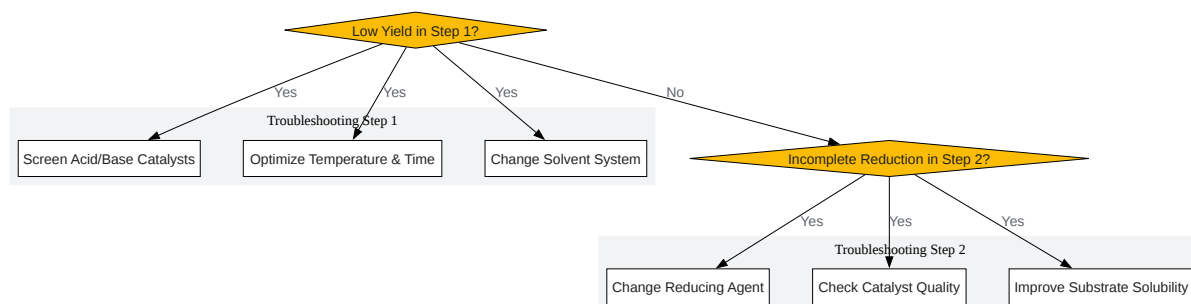 Low Yield in Step 1?
Yes
Yes
Yes
No
Troubleshooting Step 1
Screen Acid/Base Catalysts
Optimize Temperature & Time
Change Solvent System
Incomplete Reduction in Step 2?
Yes
Yes
Yes
Troubleshooting Step 2
Change Reducing Agent
Check Catalyst Quality
Improve Substrate Solubility